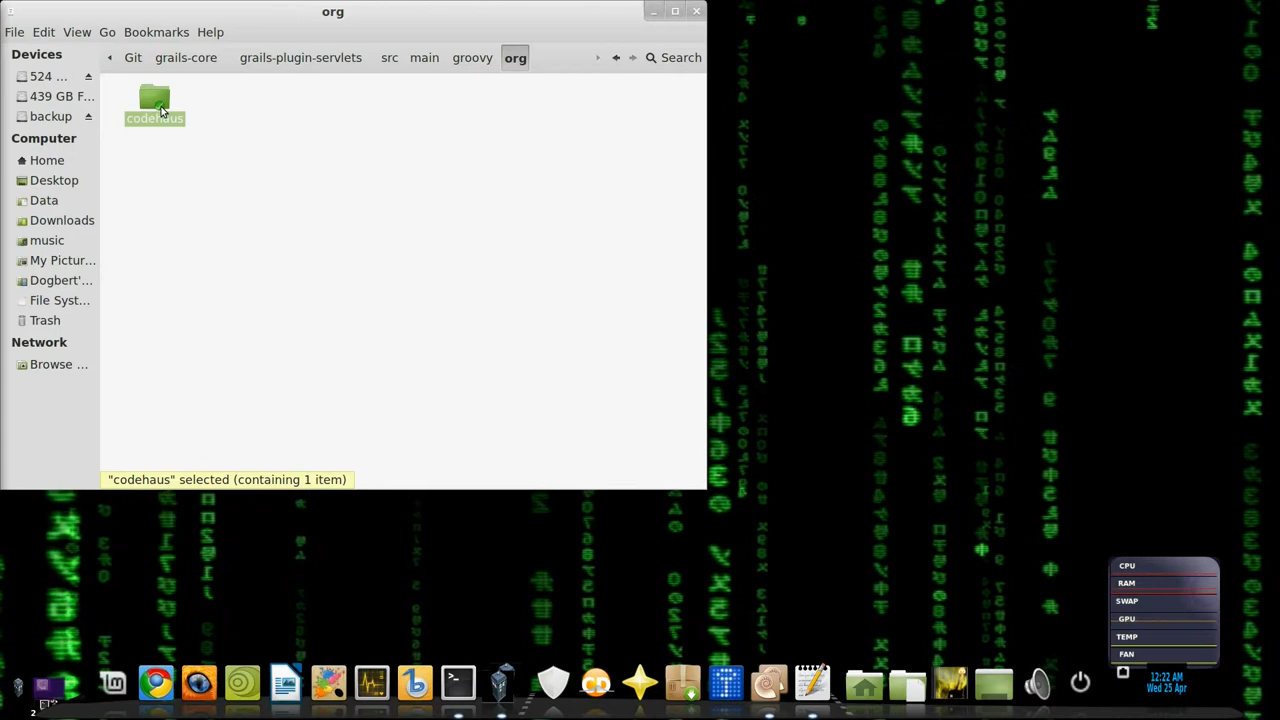 org
File Edit View Go Bookmarks Help
Devices
524 ...
439 GB F...
backup
Computer
Home
Desktop
Data
Downloads
music
My Pictur...
Dogbert'...
File Syst...
Trash
Network
Browse ...
Git grails-core grails-plugin-servlets src main groovy org Search
codehaus
"codehaus" selected (containing 1 item)
CPU
RAM
SWAP
GPU
TEMP
FAN
12:22 AM
Wed 25 Apr
2